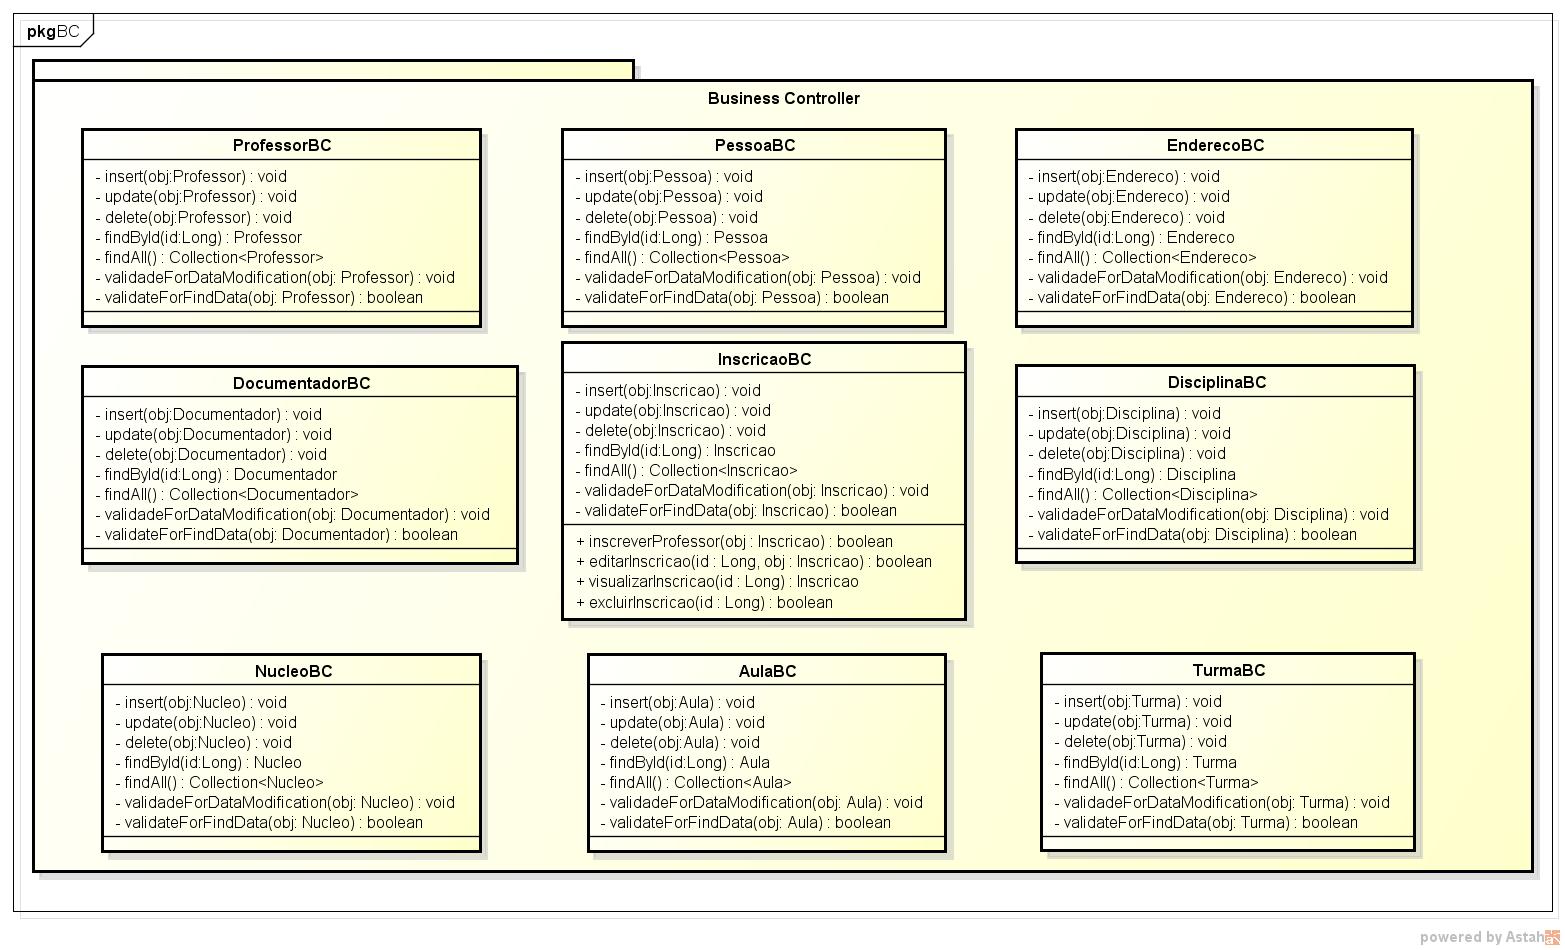 pkgBC
Business Controller
ProfessorBC
- insert(obj:Professor) : void
- update(obj:Professor) : void
- delete(obj:Professor) : void
- findById(id:Long) : Professor
- findAll() : Collection<Professor>
- validadeForDataModification(obj: Professor) : void
- validateForFindData(obj: Professor) : boolean
PessoaBC
- insert(obj:Pessoa) : void
- update(obj:Pessoa) : void
- delete(obj:Pessoa) : void
- findById(id:Long) : Pessoa
- findAll() : Collection<Pessoa>
- validadeForDataModification(obj: Pessoa) : void
- validateForFindData(obj: Pessoa) : boolean
EnderecoBC
- insert(obj:Endereco) : void
- update(obj:Endereco) : void
- delete(obj:Endereco) : void
- findById(id:Long) : Endereco
- findAll() : Collection<Endereco>
- validadeForDataModification(obj: Endereco) : void
- validateForFindData(obj: Endereco) : boolean
DocumentadorBC
- insert(obj:Documentador) : void
- update(obj:Documentador) : void
- delete(obj:Documentador) : void
- findById(id:Long) : Documentador
- findAll() : Collection<Documentador>
- validadeForDataModification(obj: Documentador) : void
- validateForFindData(obj: Documentador) : boolean
InscricaoBC
- insert(obj:Inscricao) : void
- update(obj:Inscricao) : void
- delete(obj:Inscricao) : void
- findById(id:Long) : Inscricao
- findAll() : Collection<Inscricao>
- validadeForDataModification(obj: Inscricao) : void
- validateForFindData(obj: Inscricao) : boolean
+ inscreverProfessor(obj : Inscricao) : boolean
+ editarInscricao(id : Long, obj : Inscricao) : boolean
+ visualizarInscricao(id : Long) : Inscricao
+ excluirInscricao(id : Long) : boolean
DisciplinaBC
- insert(obj:Disciplina) : void
- update(obj:Disciplina) : void
- delete(obj:Disciplina) : void
- findById(id:Long) : Disciplina
- findAll() : Collection<Disciplina>
- validadeForDataModification(obj: Disciplina) : void
- validateForFindData(obj: Disciplina) : boolean
NucleoBC
- insert(obj:Nucleo) : void
- update(obj:Nucleo) : void
- delete(obj:Nucleo) : void
- findById(id:Long) : Nucleo
- findAll() : Collection<Nucleo>
- validadeForDataModification(obj: Nucleo) : void
- validateForFindData(obj: Nucleo) : boolean
AulaBC
- insert(obj:Aula) : void
- update(obj:Aula) : void
- delete(obj:Aula) : void
- findById(id:Long) : Aula
- findAll() : Collection<Aula>
- validadeForDataModification(obj: Aula) : void
- validateForFindData(obj: Aula) : boolean
TurmaBC
- insert(obj:Turma) : void
- update(obj:Turma) : void
- delete(obj:Turma) : void
- findById(id:Long) : Turma
- findAll() : Collection<Turma>
- validadeForDataModification(obj: Turma) : void
- validateForFindData(obj: Turma) : boolean
powered by Astah